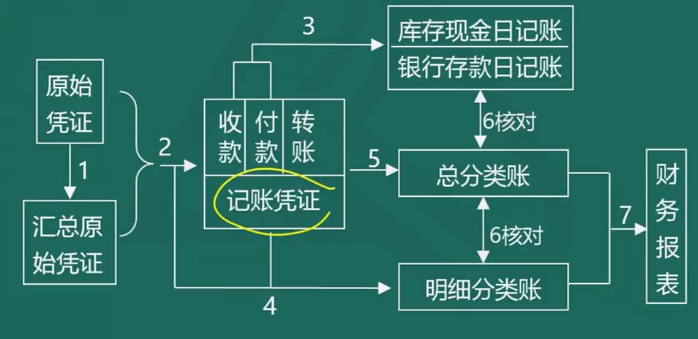 3
库存现金日记账
银行存款日记账
原始
凭证
1
汇总原
始凭证
2
收款
付款
转账
记账凭证
6核对
5
总分类账
6核对
4
明细分类账
7
财务报表